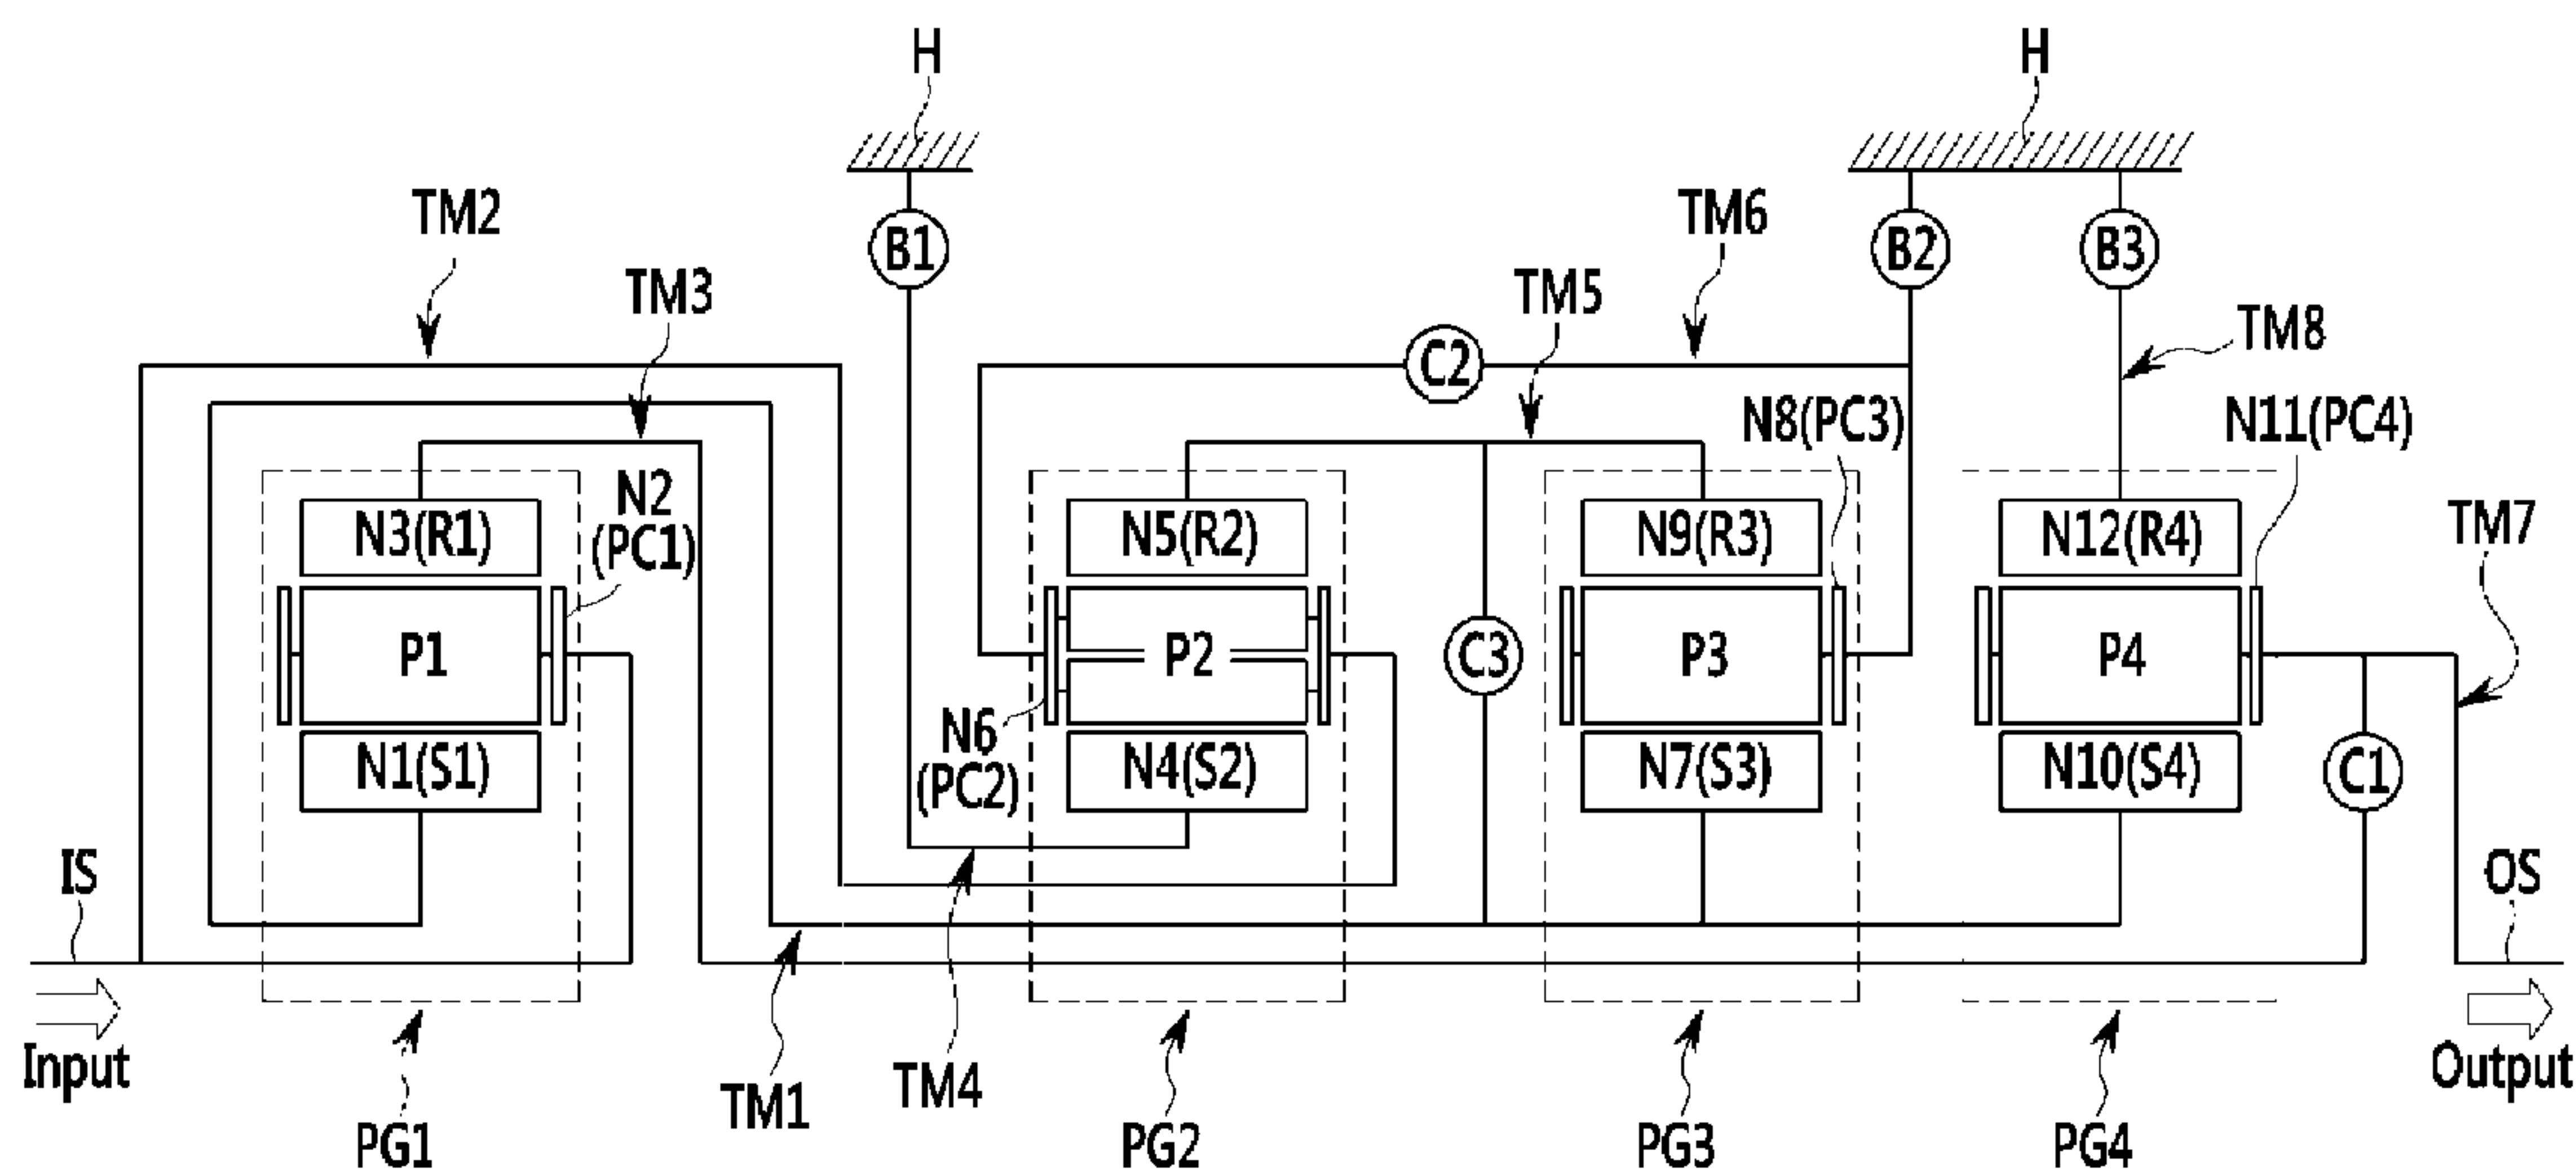 H
H
TM2
TM6
B1
B2
B3
TM3
TM5
TM8
C2
N8(PC3)
N11(PC4)
N2
(PC1)
N3(R1)
N5(R2)
N9(R3)
N12(R4)
TM7
P1
P2
C3
P3
P4
N6
(PC2)
N1(S1)
N4(S2)
N7(S3)
N10(S4)
C1
IS
OS
Input
Output
TM1
TM4
PG1
PG2
PG3
PG4